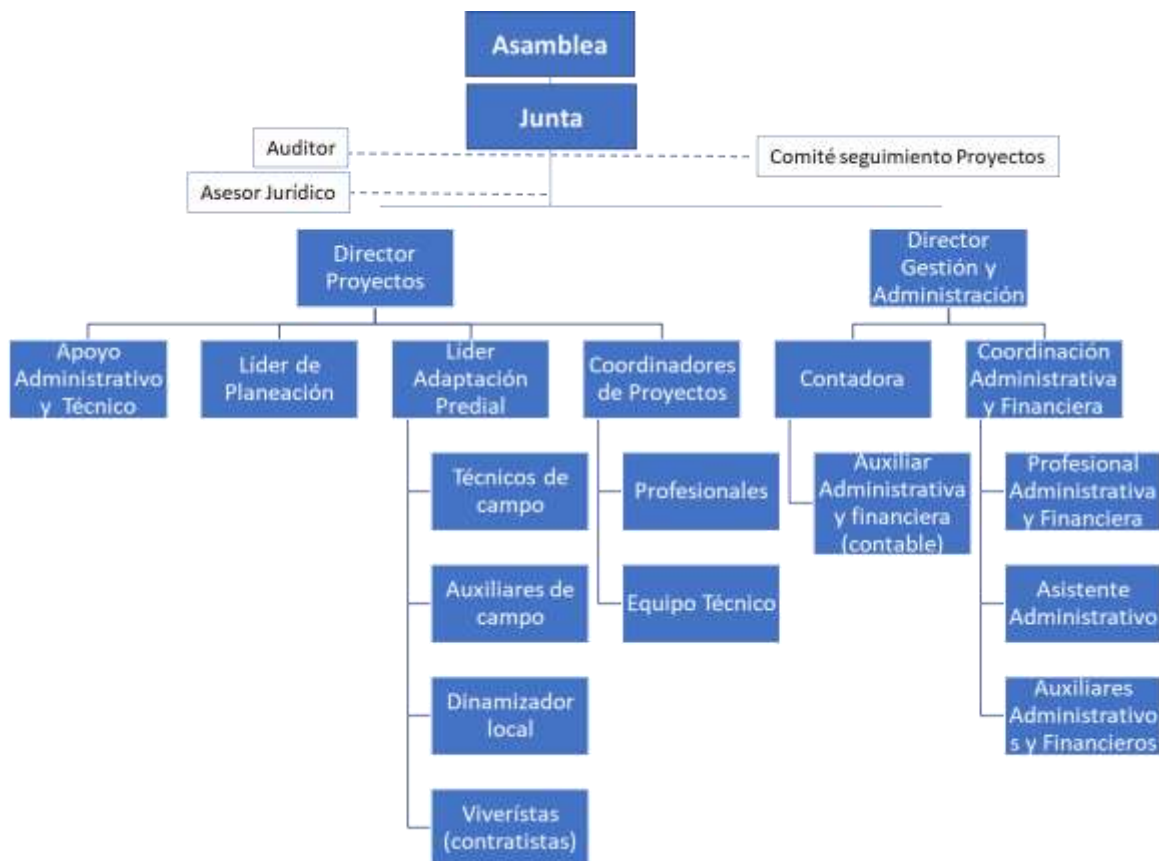 Asamblea
Junta
Auditor
Comité seguimiento Proyectos
Asesor Jurídico
Director
Proyectos
Director
Gestión y
Administración
Apoyo
Administrativo
y Técnico
Líder de
Planeación
Líder
Adaptación
Predial
Coordinadores
de Proyectos
Contadora
Coordinación
Administrativa
y Financiera
Técnicos de
campo
Profesionales
Auxiliar
Administrativa
y financiera
(contable)
Profesional
Administrativa
y Financiera
Auxiliares de
campo
Equipo Técnico
Asistente
Administrativo
Dinamizador
local
Auxiliares
Administrativo
s y Financieros
Viverístas
(contratistas)